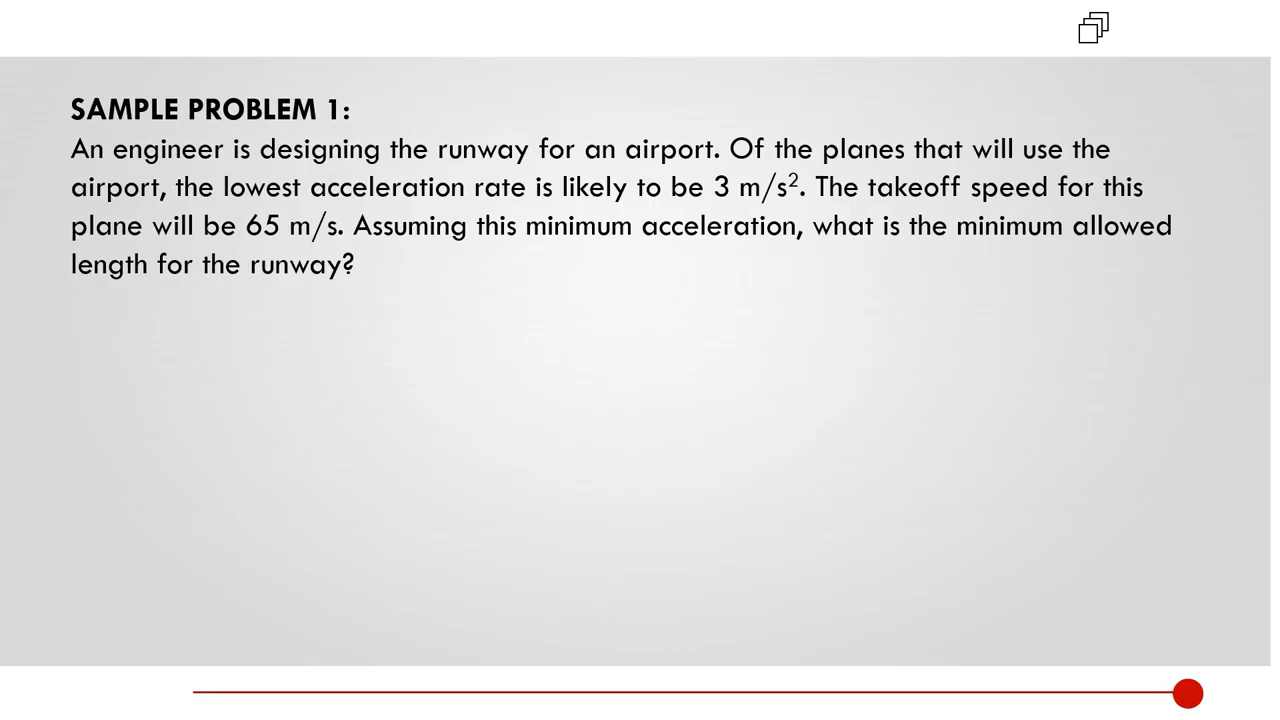 SAMPLE PROBLEM 1:
An engineer is designing the runway for an airport. Of the planes that will use the
airport, the lowest acceleration rate is likely to be 3 m/s². The takeoff speed for this
plane will be 65 m/s. Assuming this minimum acceleration, what is the minimum allowed
length for the runway?